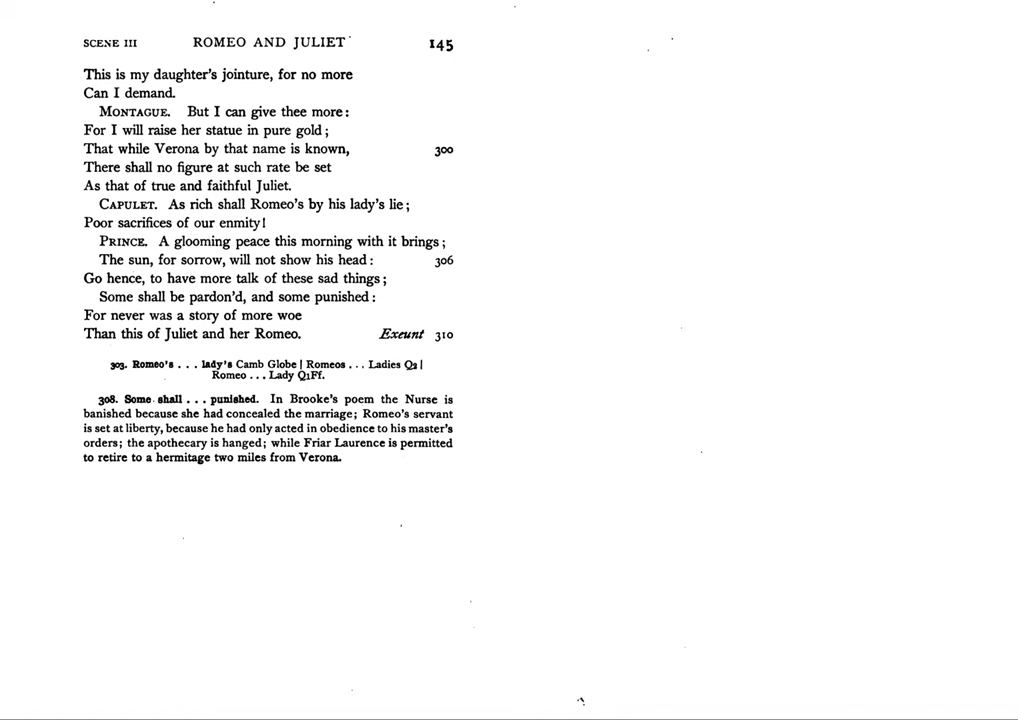 SCENE III ROMEO AND JULIET 145
This is my daughter's jointure, for no more
Can I demand.
MONTAGUE. But I can give thee more:
For I will raise her statue in pure gold;
That while Verona by that name is known, 300
There shall no figure at such rate be set
As that of true and faithful Juliet.
CAPULET. As rich shall Romeo's by his lady's lie;
Poor sacrifices of our enmity!
PRINCE. A glooming peace this morning with it brings;
The sun, for sorrow, will not show his head: 306
Go hence, to have more talk of these sad things;
Some shall be pardon'd, and some punished:
For never was a story of more woe
Than this of Juliet and her Romeo. Exeunt 310
303. Romeo's . . . lady's Camb Globe | Romeos . . . Ladies Q2 |
Romeo . . . Lady Q1Ff.
308. Some shall . . . punished. In Brooke's poem the Nurse is
banished because she had concealed the marriage; Romeo's servant
is set at liberty, because he had only acted in obedience to his master's
orders; the apothecary is hanged; while Friar Laurence is permitted
to retire to a hermitage two miles from Verona.